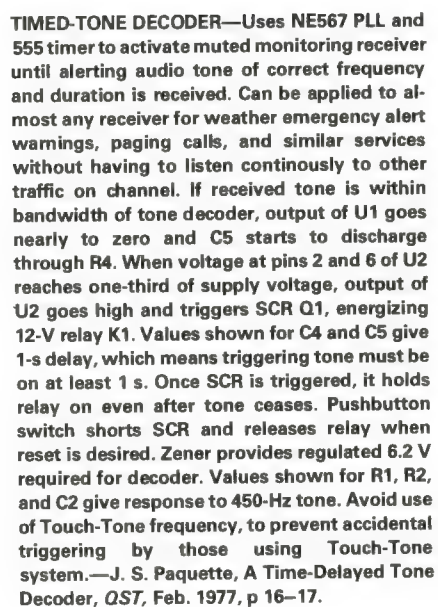 TIMED-TONE DECODER—Uses NE567 PLL and
555 timer to activate muted monitoring receiver
until alerting audio tone of correct frequency
and duration is received. Can be applied to al-
most any receiver for weather emergency alert
warnings, paging calls, and similar services
without having to listen continously to other
traffic on channel. If received tone is within
bandwidth of tone decoder, output of U1 goes
nearly to zero and C5 starts to discharge
through R4. When voltage at pins 2 and 6 of U2
reaches one-third of supply voltage, output of
U2 goes high and triggers SCR Q1, energizing
12-V relay K1. Values shown for C4 and C5 give
1-s delay, which means triggering tone must be
on at least 1 s. Once SCR is triggered, it holds
relay on even after tone ceases. Pushbutton
switch shorts SCR and releases relay when
reset is desired. Zener provides regulated 6.2 V
required for decoder. Values shown for R1, R2,
and C2 give response to 450-Hz tone. Avoid use
of Touch-Tone frequency, to prevent accidental
triggering by those using Touch-Tone
system.—J. S. Paquette, A Time-Delayed Tone
Decoder, QST, Feb. 1977, p 16–17.